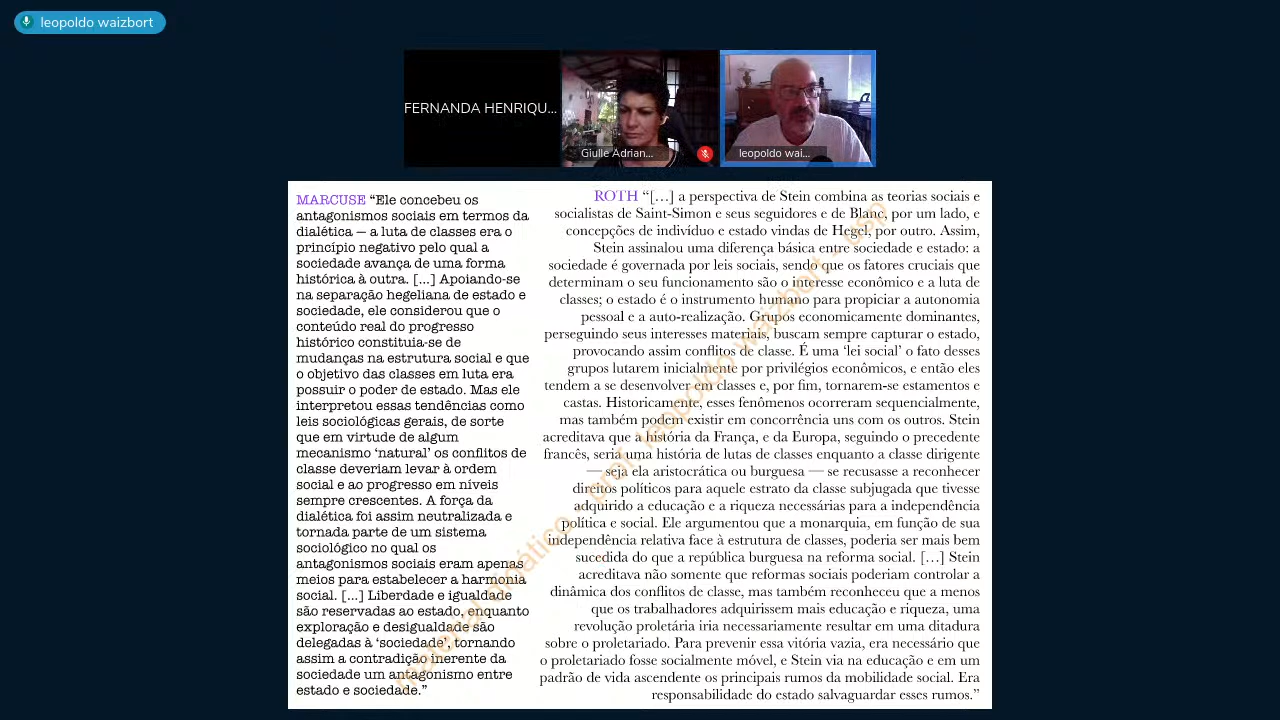 leopoldo waizbort
FERNANDA HENRIQU...
Giulle Adrian...
leopoldo wai...
MARCUSE “Ele concebeu os
antagonismos sociais em termos da
dialética — a luta de classes era o
princípio negativo pelo qual a
sociedade avança de uma forma
histórica à outra. [...] Apoiando-se
na separação hegeliana de estado e
sociedade, ele considerou que o
conteúdo real do progresso
histórico constituia-se de
mudanças na estrutura social e que
o objetivo das classes em luta era
possuir o poder de estado. Mas ele
interpretou essas tendências como
leis sociológicas gerais, de sorte
que em virtude de algum
mecanismo ‘natural’ os conflitos de
classe deveriam levar à ordem
social e ao progresso em níveis
sempre crescentes. A força da
dialética foi assim neutralizada e
tornada parte de um sistema
sociológico no qual os
antagonismos sociais eram apenas
meios para estabelecer a harmonia
social. [...] Liberdade e igualdade
são reservadas ao estado, enquanto
exploração e desigualdade são
delegadas à ‘sociedade’, tornando
assim a contradição inerente da
sociedade um antagonismo entre
estado e sociedade.”
ROTH “[…] a perspectiva de Stein combina as teorias sociais e
socialistas de Saint-Simon e seus seguidores e de Blanc, por um lado, e
concepções de indivíduo e estado vindas de Hegel, por outro. Assim,
Stein assinalou uma diferença básica entre sociedade e estado: a
sociedade é governada por leis sociais, sendo que os fatores cruciais que
determinam o seu funcionamento são o interesse econômico e a luta de
classes; o estado é o instrumento humano para propiciar a autonomia
pessoal e a auto-realização. Grupos economicamente dominantes,
perseguindo seus interesses materiais, buscam sempre capturar o estado,
provocando assim conflitos de classe. É uma ‘lei social’ o fato desses
grupos lutarem inicialmente por privilégios econômicos, e então eles
tendem a se desenvolver em classes e, por fim, tornarem-se estamentos e
castas. Historicamente, esses fenômenos ocorreram sequencialmente,
mas também podem existir em concorrência uns com os outros. Stein
acreditava que a história da França, e da Europa, seguindo o precedente
francês, seria uma história de lutas de classes enquanto a classe dirigente
— seja ela aristocrática ou burguesa — se recusasse a reconhecer
direitos políticos para aquele estrato da classe subjugada que tivesse
adquirido a educação e a riqueza necessárias para a independência
política e social. Ele argumentou que a monarquia, em função de sua
independência relativa face à estrutura de classes, poderia ser mais bem
sucedida do que a república burguesa na reforma social. […] Stein
acreditava não somente que reformas sociais poderiam controlar a
dinâmica dos conflitos de classe, mas também reconheceu que a menos
que os trabalhadores adquirissem mais educação e riqueza, uma
revolução proletária iria necessariamente resultar em uma ditadura
sobre o proletariado. Para prevenir essa vitória vazia, era necessário que
o proletariado fosse socialmente móvel, e Stein via na educação e em um
padrão de vida ascendente os principais rumos da mobilidade social. Era
responsabilidade do estado salvaguardar esses rumos.”
material didático - prof. leopoldo waizbort - usp